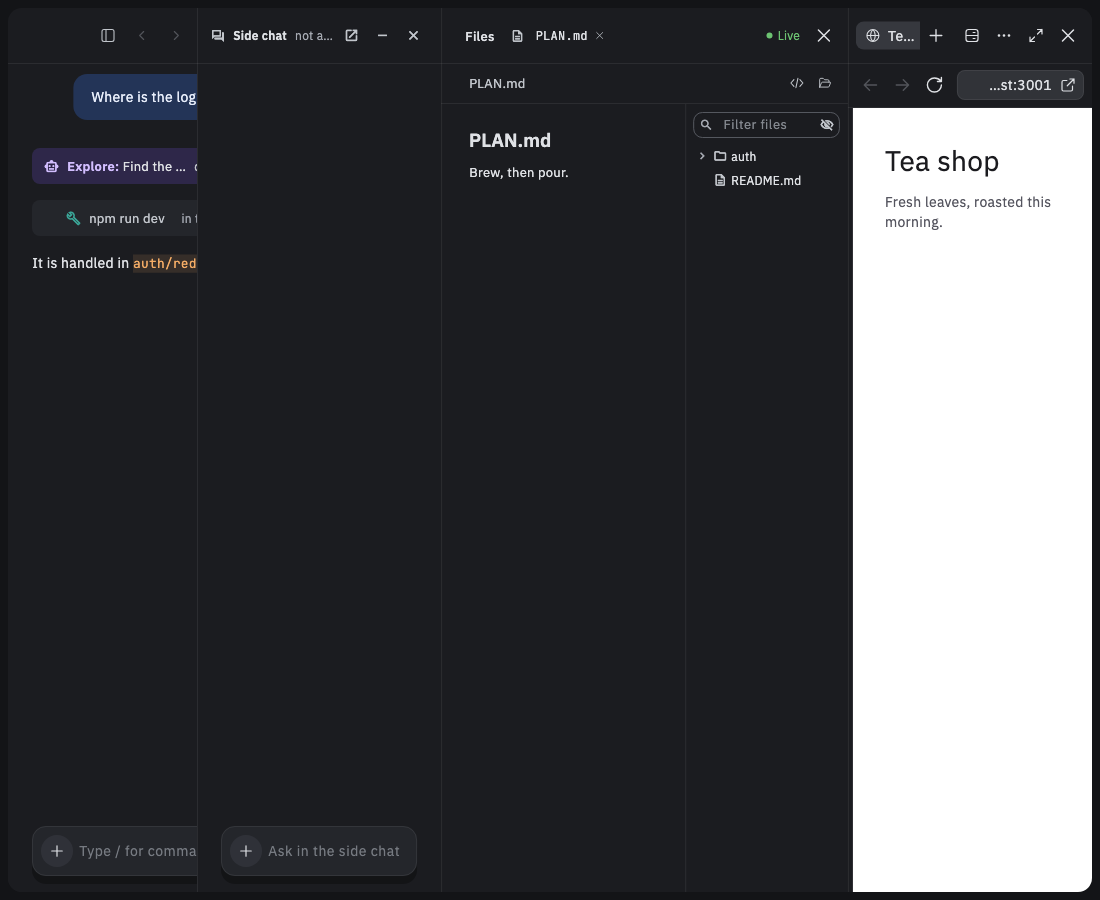 Where is the log
Explore: Find the ...
npm run dev in t
It is handled in auth/red
Type / for comma
Side chat not a...
Ask in the side chat
Files PLAN.md Live
PLAN.md
PLAN.md
Brew, then pour.
Filter files
auth
README.md
Te...
...st:3001
Tea shop
Fresh leaves, roasted this
morning.